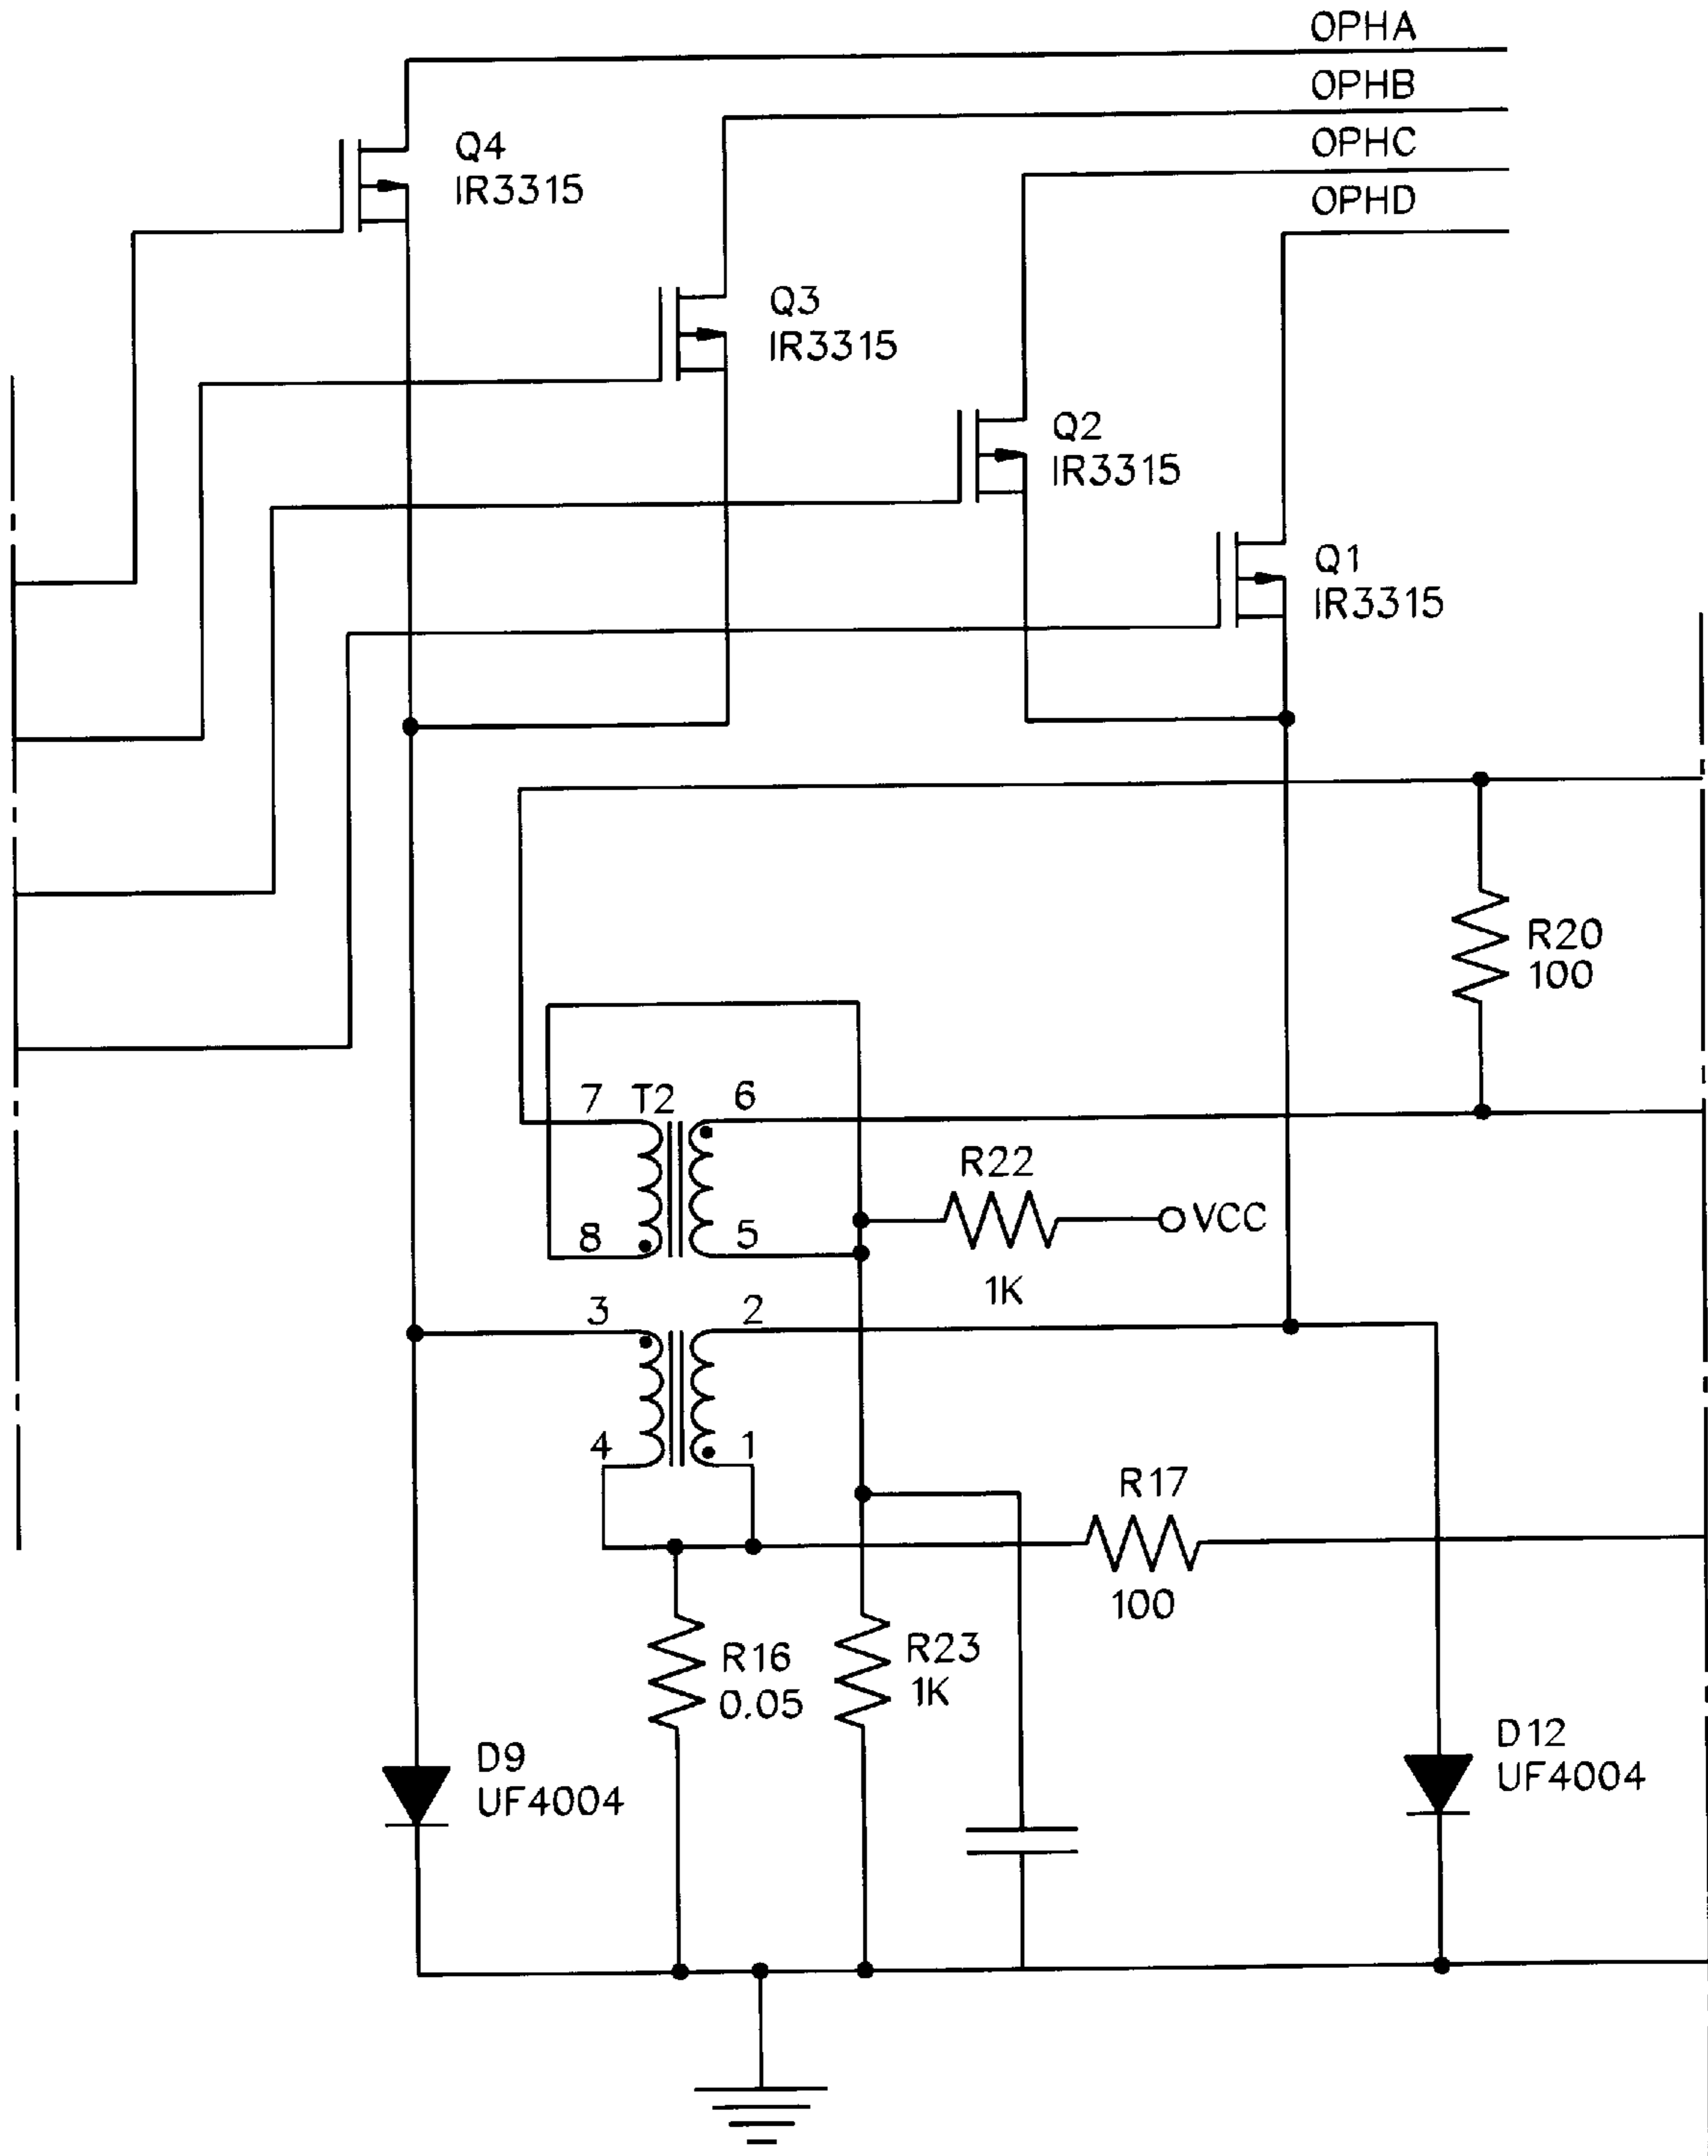 OPHA
OPHB
OPHC
OPHD
Q4
IR3315
Q3
IR3315
Q2
IR3315
Q1
IR3315
R20
100
7
T2
6
R22
VCC
8
5
1K
3
2
4
1
R17
100
R16
0.05
R23
1K
D9
UF4004
D12
UF4004